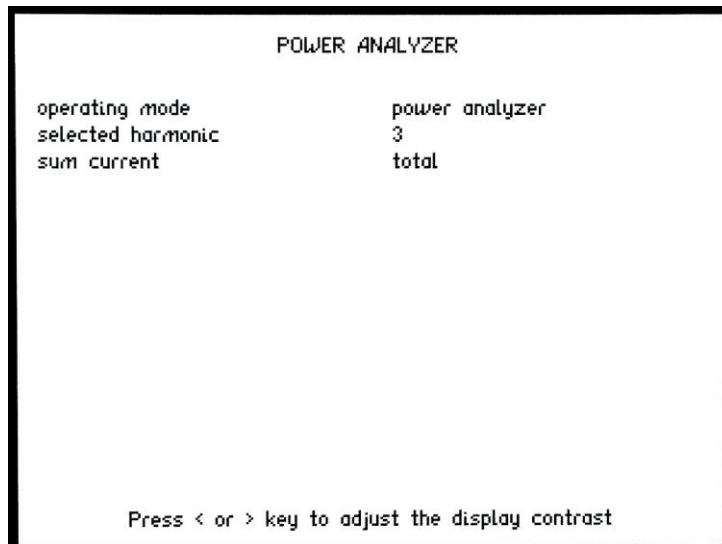 POWER ANALYZER
operating mode power analyzer
selected harmonic 3
sum current total
Press < or > key to adjust the display contrast